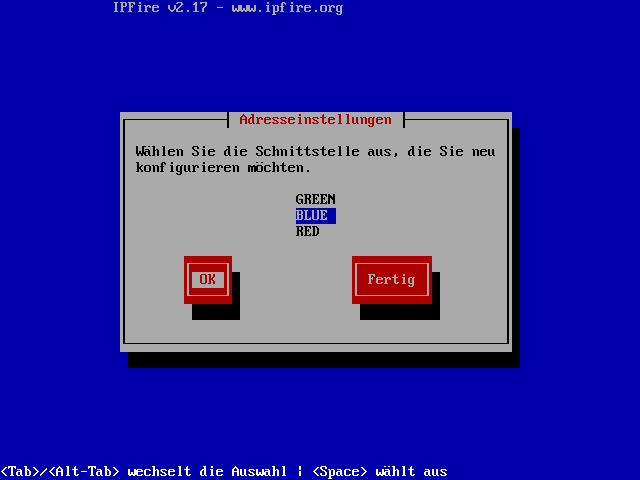 IPFire v2.17 - www.ipfire.org
Adresseinstellungen
Wählen Sie die Schnittstelle aus, die Sie neu
konfigurieren möchten.
GREEN
BLUE
RED
OK Fertig
<Tab>/<Alt-Tab> wechselt die Auswahl | <Space> wählt aus